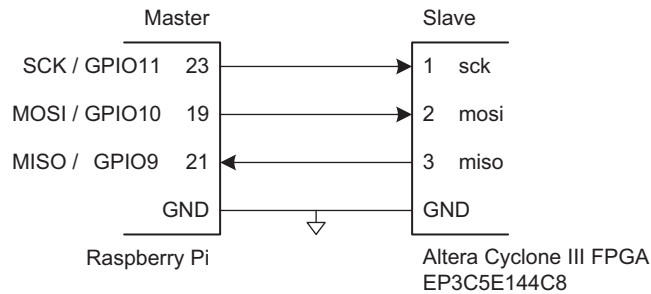 Master Slave
SCK / GPIO11 23 1 sck
MOSI / GPIO10 19 2 mosi
MISO / GPIO9 21 3 miso
GND GND
Raspberry Pi Altera Cyclone III FPGA
EP3C5E144C8